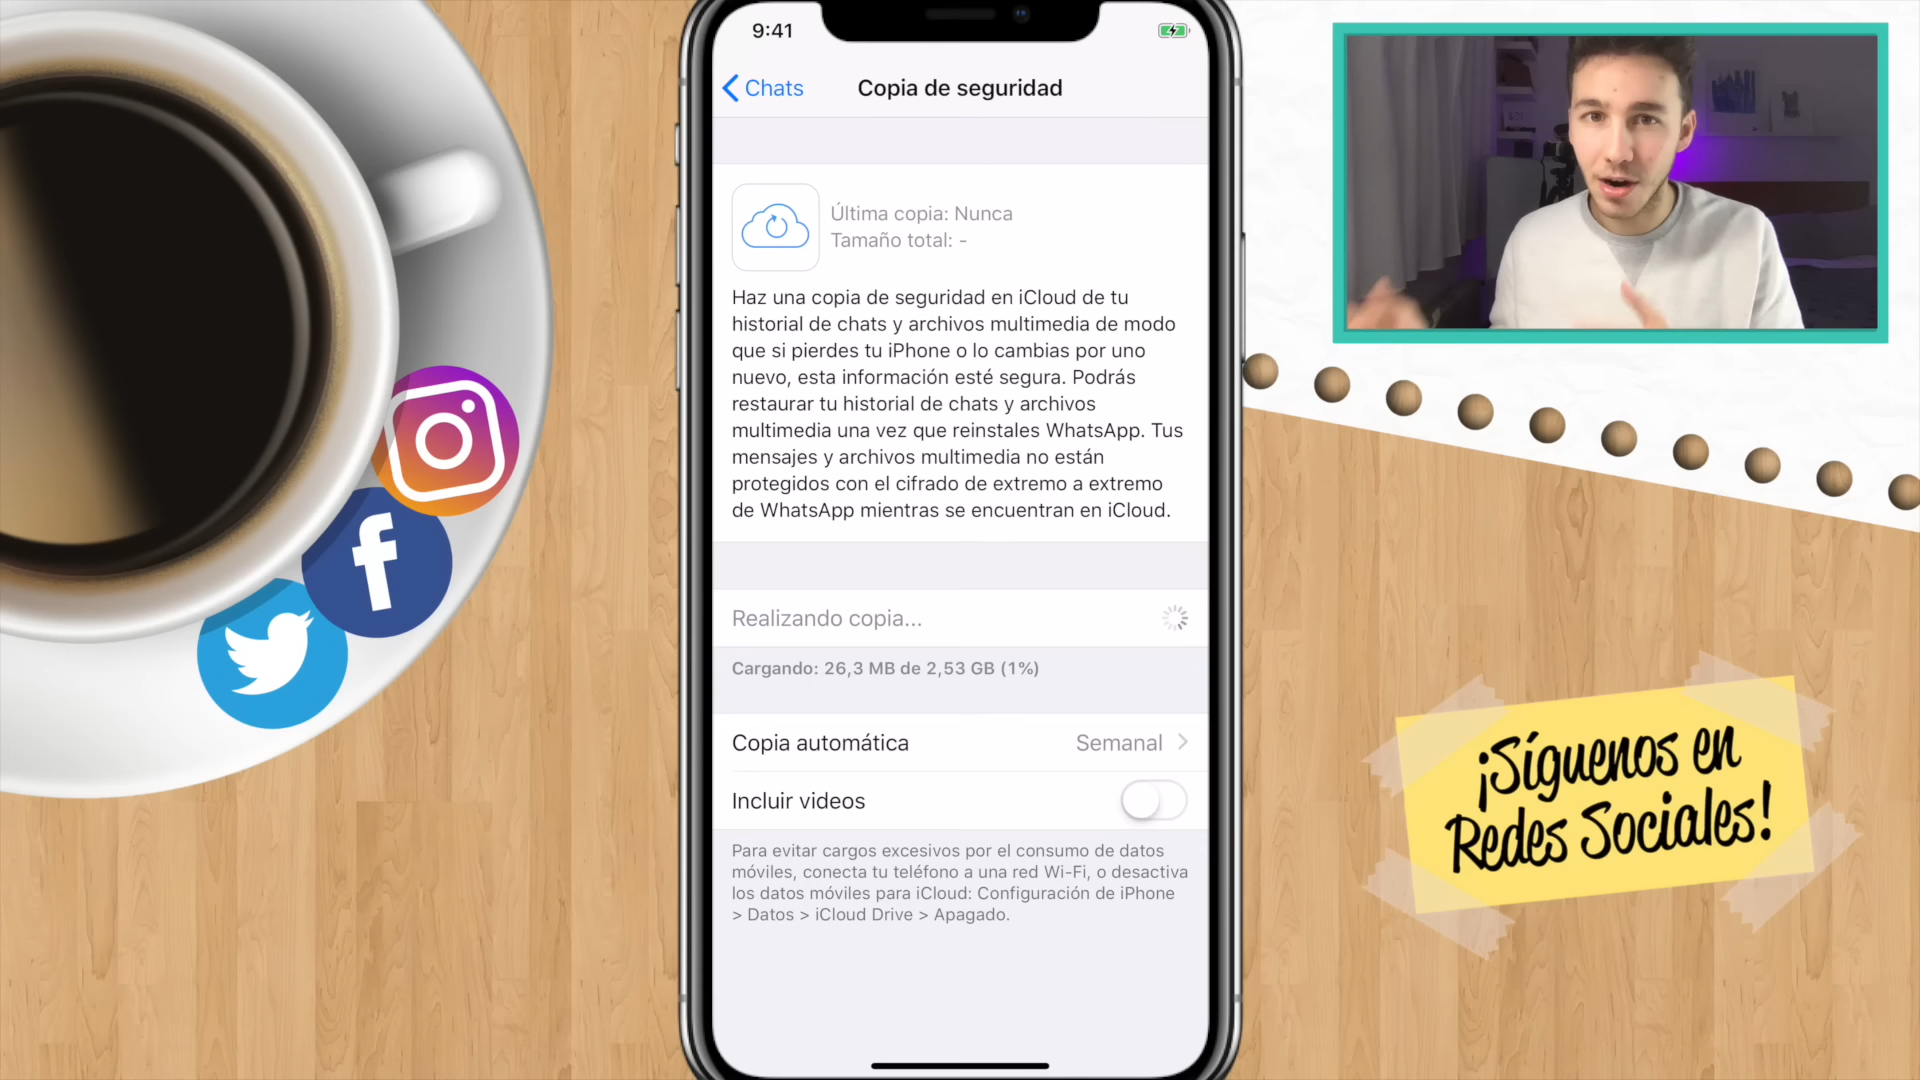 9:41
Chats
Copia de seguridad
Última copia: Nunca
Tamaño total: -
Haz una copia de seguridad en iCloud de tu
historial de chats y archivos multimedia de modo
que si pierdes tu iPhone o lo cambias por uno
nuevo, esta información esté segura. Podrás
restaurar tu historial de chats y archivos
multimedia una vez que reinstales WhatsApp. Tus
mensajes y archivos multimedia no están
protegidos con el cifrado de extremo a extremo
de WhatsApp mientras se encuentran en iCloud.
Realizando copia...
Cargando: 26,3 MB de 2,53 GB (1%)
Copia automática Semanal
Incluir videos
Para evitar cargos excesivos por el consumo de datos
móviles, conecta tu teléfono a una red Wi-Fi, o desactiva
los datos móviles para iCloud: Configuración de iPhone
> Datos > iCloud Drive > Apagado.
¡Síguenos en
Redes Sociales!